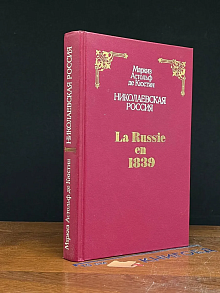 Маркиз
Астольф
де Кюстин
НИКОЛАЕВСКАЯ
РОССИЯ
La Russie
en
1839
Маркиз Астольф де Кюстин
НИКОЛАЕВСКАЯ РОССИЯ